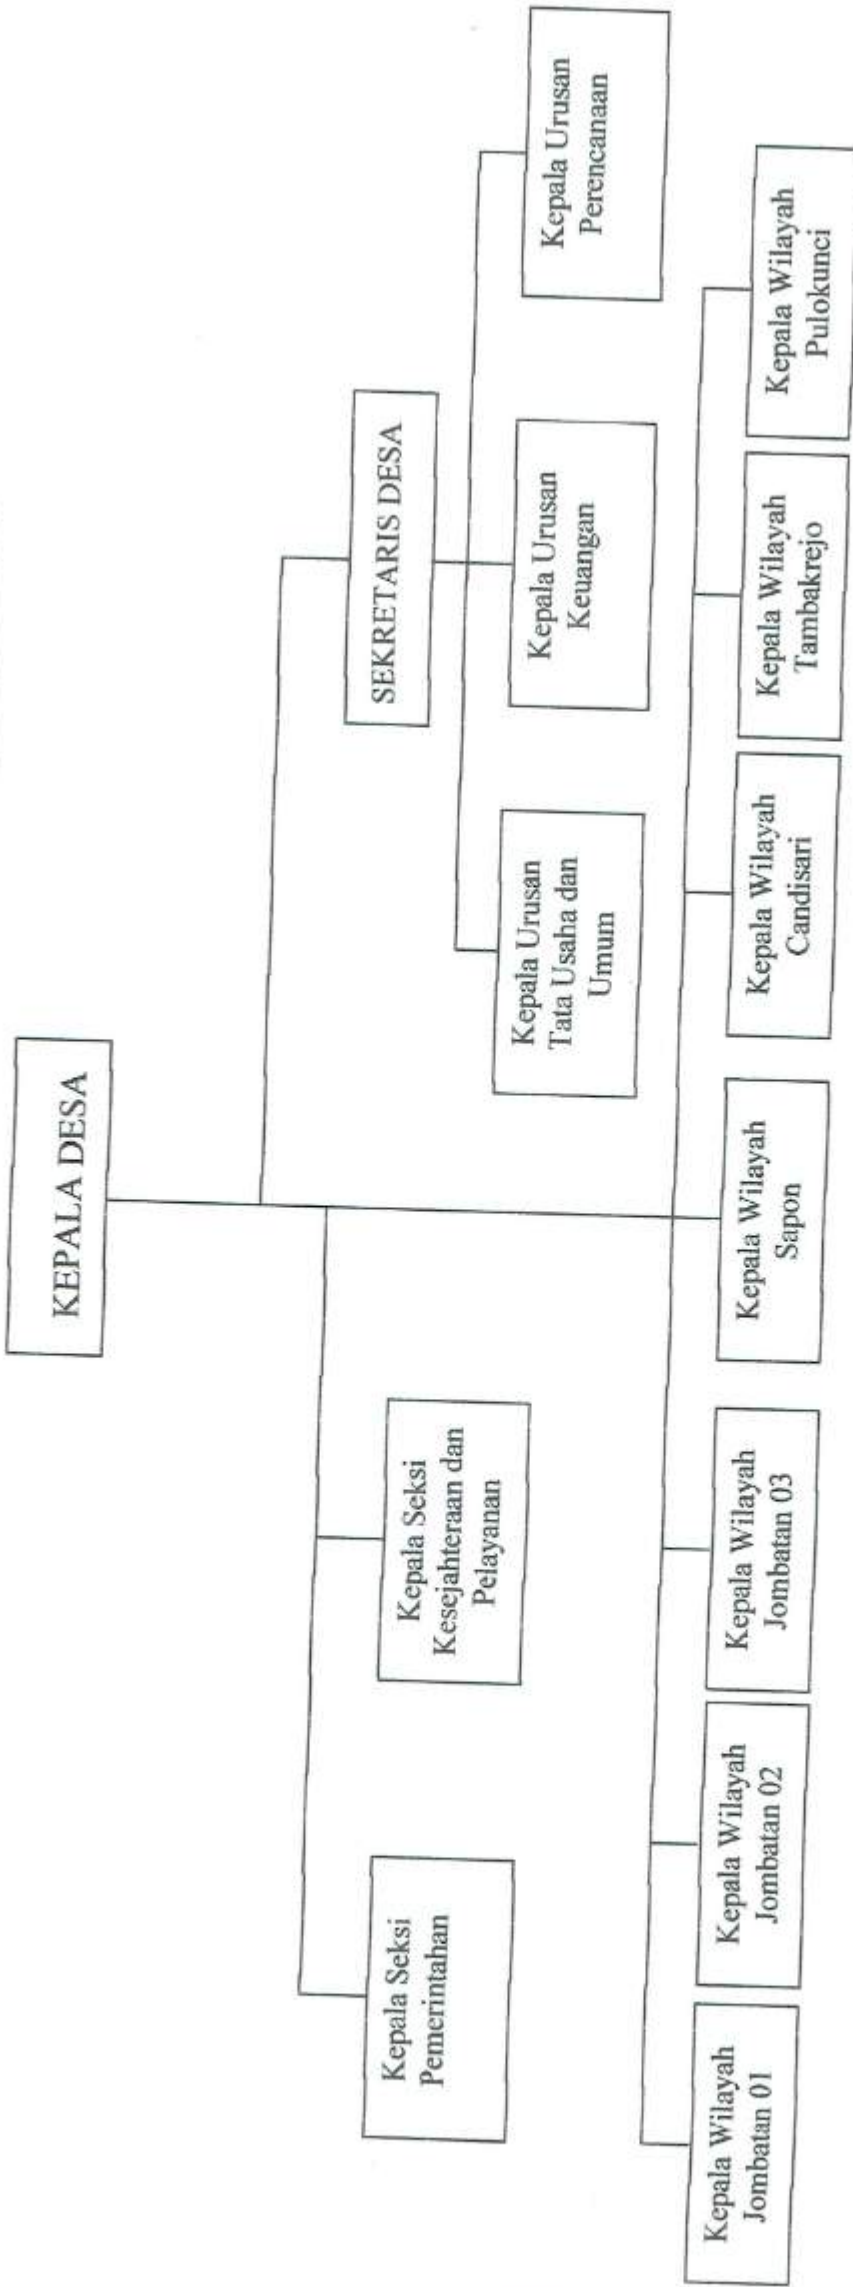 KEPALA DESA
SEKRETARIS DESA
Kepala Seksi
Pemerintahan
Kepala Seksi
Kesejahteraan dan
Pelayanan
Kepala Urusan
Tata Usaha dan
Umum
Kepala Urusan
Keuangan
Kepala Urusan
Perencanaan
Kepala Wilayah
Jombatan 01
Kepala Wilayah
Jombatan 02
Kepala Wilayah
Jombatan 03
Kepala Wilayah
Sapon
Kepala Wilayah
Candisari
Kepala Wilayah
Tambakrejo
Kepala Wilayah
Pulokunci